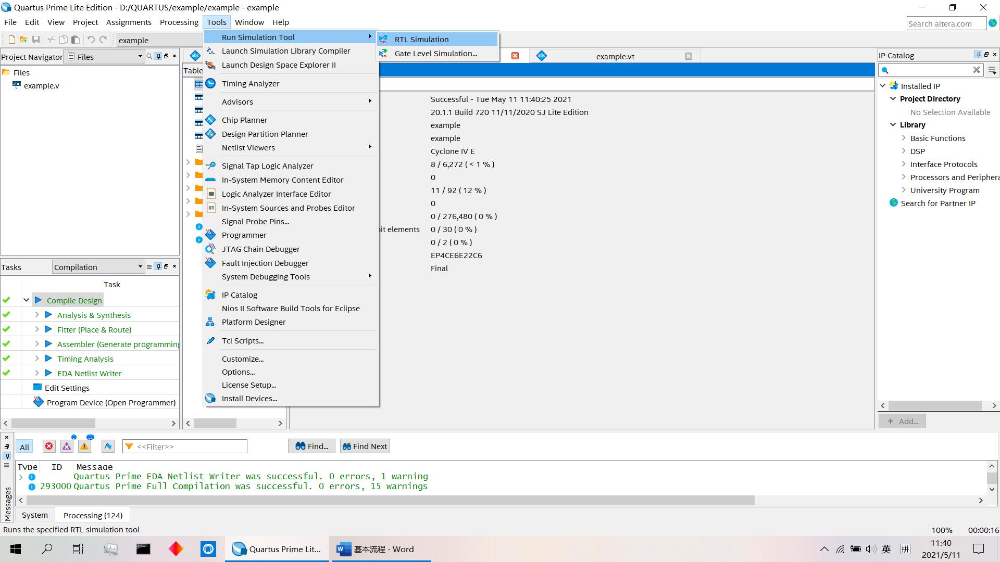 Quartus Prime Lite Edition - D:/QUARTUS/example/example - example
File Edit View Project Assignments Processing Tools Window Help
Search altera.com
example
Project Navigator Files
Files
example.v
Tasks Compilation
Task
Compile Design
Analysis & Synthesis
Fitter (Place & Route)
Assembler (Generate programming
Timing Analysis
EDA Netlist Writer
Edit Settings
Program Device (Open Programmer)
Table
Run Simulation Tool
Launch Simulation Library Compiler
Launch Design Space Explorer II
Timing Analyzer
Advisors
Chip Planner
Design Partition Planner
Netlist Viewers
Signal Tap Logic Analyzer
In-System Memory Content Editor
Logic Analyzer Interface Editor
In-System Sources and Probes Editor
Signal Probe Pins...
Programmer
JTAG Chain Debugger
Fault Injection Debugger
System Debugging Tools
IP Catalog
Nios II Software Build Tools for Eclipse
Platform Designer
Tcl Scripts...
Customize...
Options...
License Setup...
Install Devices...
RTL Simulation
Gate Level Simulation...
example.vt
Successful - Tue May 11 11:40:25 2021
20.1.1 Build 720 11/11/2020 SJ Lite Edition
example
example
Cyclone IV E
8 / 6,272 ( < 1 % )
0
11 / 92 ( 12 % )
0
0 / 276,480 ( 0 % )
bit elements 0 / 30 ( 0 % )
0 / 2 ( 0 % )
EP4CE6E22C6
Final
IP Catalog
Installed IP
Project Directory
No Selection Available
Library
Basic Functions
DSP
Interface Protocols
Processors and Periphera
University Program
Search for Partner IP
+ Add...
All
<<Filter>>
Find...
Find Next
Type ID Message
Quartus Prime EDA Netlist Writer was successful. 0 errors, 1 warning
293000 Quartus Prime Full Compilation was successful. 0 errors, 15 warnings
Messages
System Processing (124)
Runs the specified RTL simulation tool
100% 00:00:16
Quartus Prime Lit...
基本流程 - Word
英
拼
11:40
2021/5/11